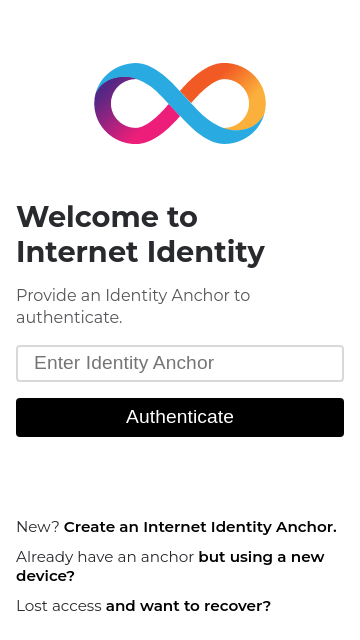 Welcome to
Internet Identity
Provide an Identity Anchor to
authenticate.
Enter Identity Anchor
Authenticate
New? Create an Internet Identity Anchor.
Already have an anchor but using a new
device?
Lost access and want to recover?